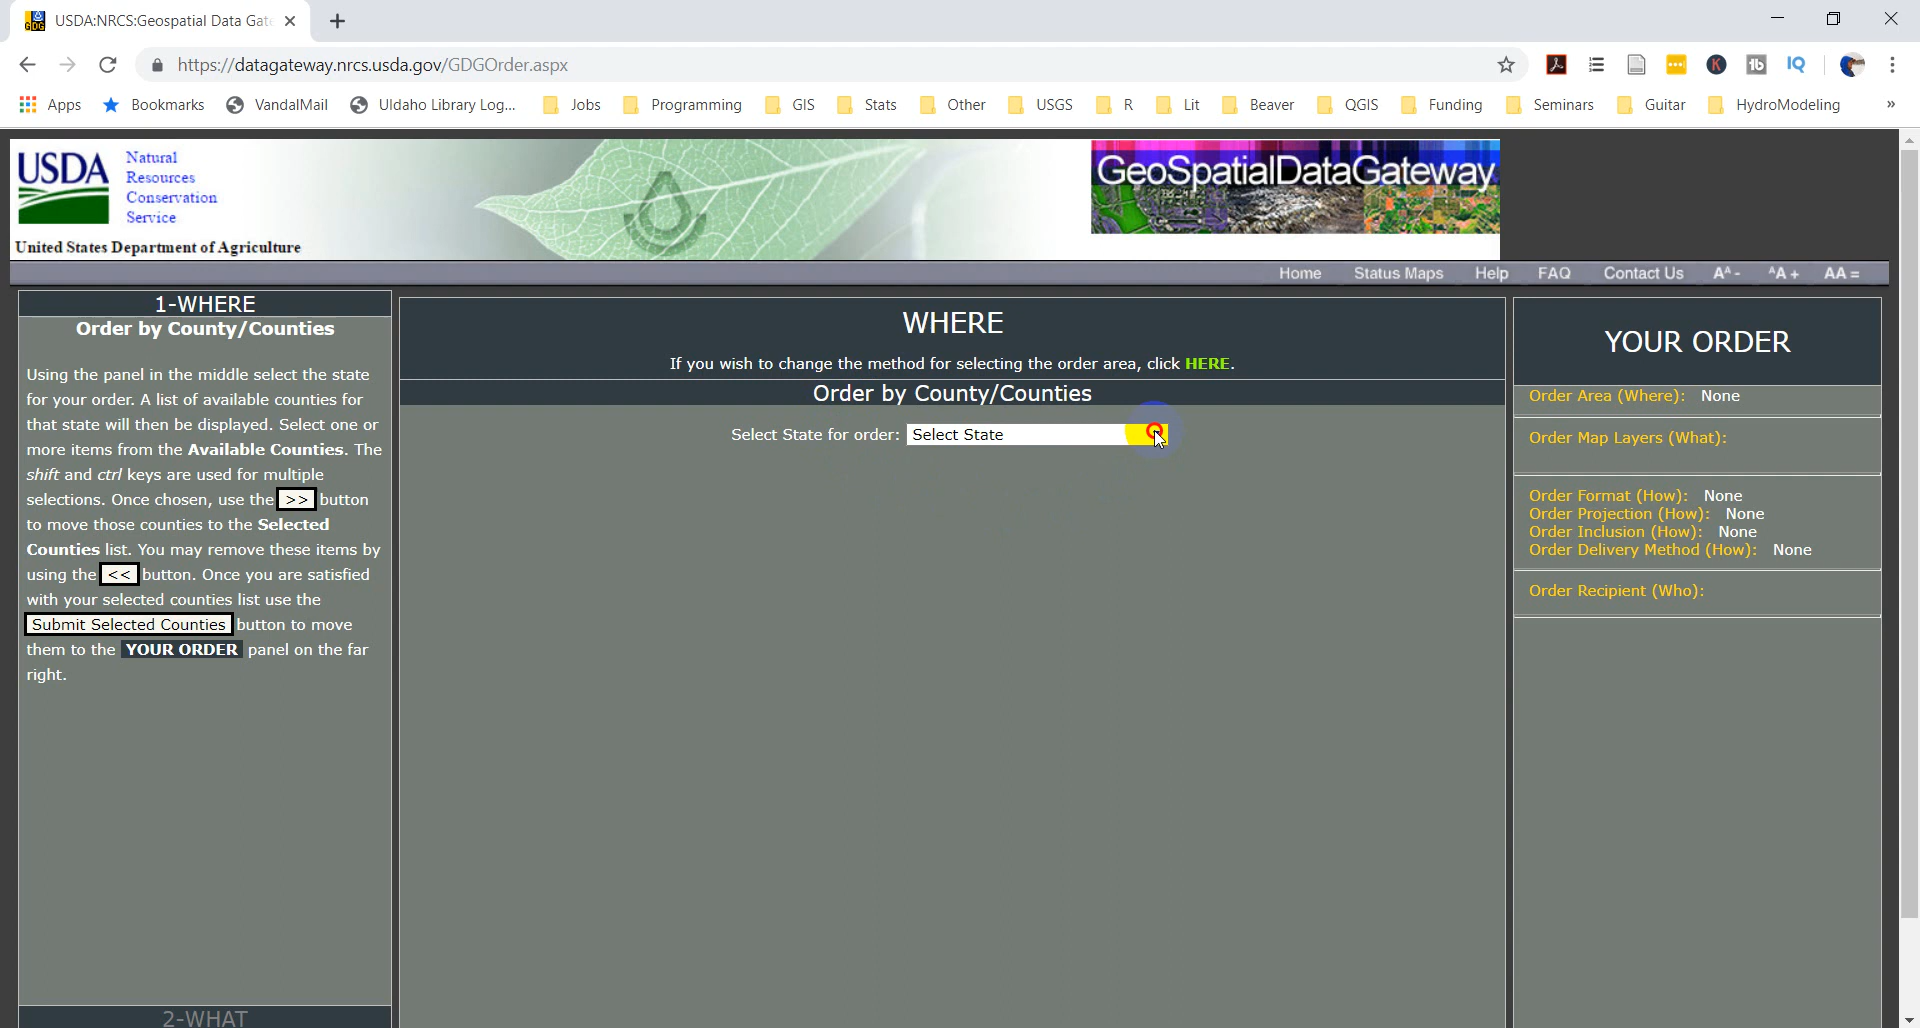 USDA:NRCS:Geospatial Data Gate
https://datagateway.nrcs.usda.gov/GDGOrder.aspx
Apps
Bookmarks
VandalMail
UIdaho Library Log...
Jobs
Programming
GIS
Stats
Other
USGS
R
Lit
Beaver
QGIS
Funding
Seminars
Guitar
HydroModeling
»
USDA
Natural
Resources
Conservation
Service
United States Department of Agriculture
GeoSpatialDataGateway
Home
Status Maps
Help
FAQ
Contact Us
AA -
AA +
AA =
1-WHERE
Order by County/Counties
Using the panel in the middle select the state
for your order. A list of available counties for
that state will then be displayed. Select one or
more items from the Available Counties. The
shift and ctrl keys are used for multiple
selections. Once chosen, use the >> button
to move those counties to the Selected
Counties list. You may remove these items by
using the << button. Once you are satisfied
with your selected counties list use the
Submit Selected Counties button to move
them to the YOUR ORDER panel on the far
right.
2-WHAT
WHERE
If you wish to change the method for selecting the order area, click HERE.
Order by County/Counties
Select State for order: Select State
YOUR ORDER
Order Area (Where): None
Order Map Layers (What):
Order Format (How): None
Order Projection (How): None
Order Inclusion (How): None
Order Delivery Method (How): None
Order Recipient (Who):